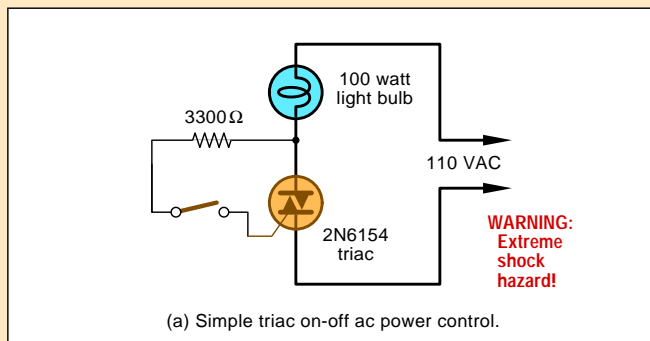 100 watt
light bulb
3300Ω
110 VAC
2N6154
triac
WARNING:
Extreme
shock
hazard!
(a) Simple triac on-off ac power control.